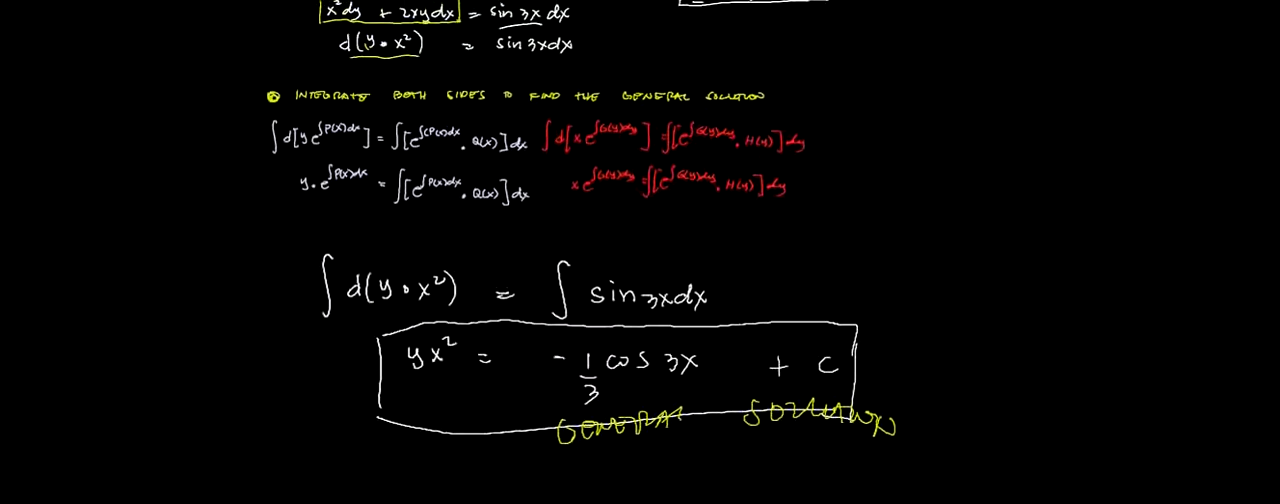 x²dy + 2xydx = sin 3x dx
d(y • x²) = sin 3xdx
INTEGRATE BOTH SIDES TO FIND THE GENERAL SOLUTION
∫d[y e^∫P(x)dx] = ∫[e^∫P(x)dx . Q(x)] dx ∫d[x e^∫G(y)dy] = ∫[e^∫G(y)dy . H(y)] dy
y . e^∫P(x)dx = ∫[e^∫P(x)dx . Q(x)] dx x e^∫G(y)dy = ∫[e^∫G(y)dy . H(y)] dy
∫ d(y • x²) = ∫ sin 3x dx
yx² = - 1/3 cos 3x + C
GENERAL SOLUTION